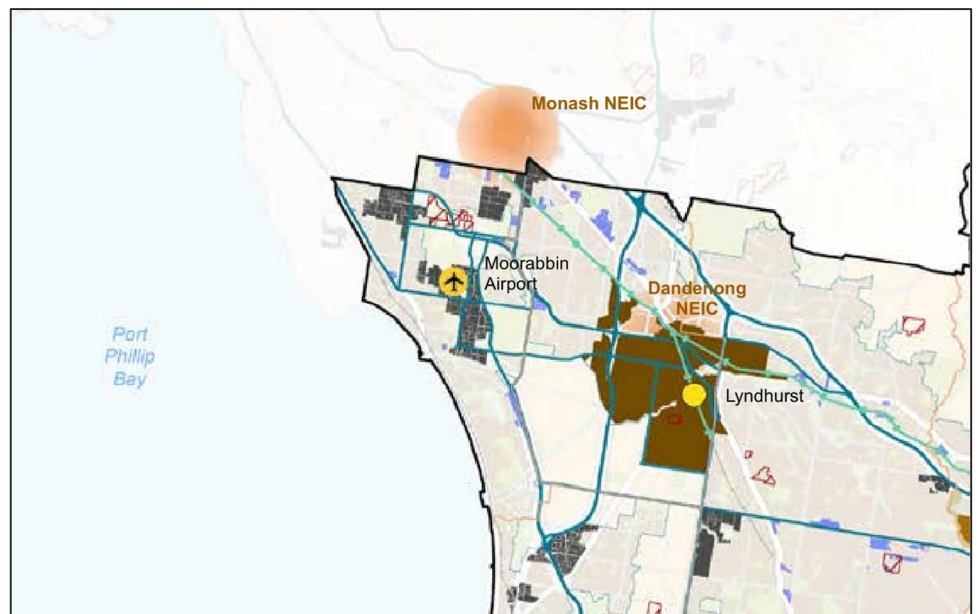 Monash NEIC
Moorabbin
Airport
Dandenong
NEIC
Port
Phillip
Bay
Lyndhurst